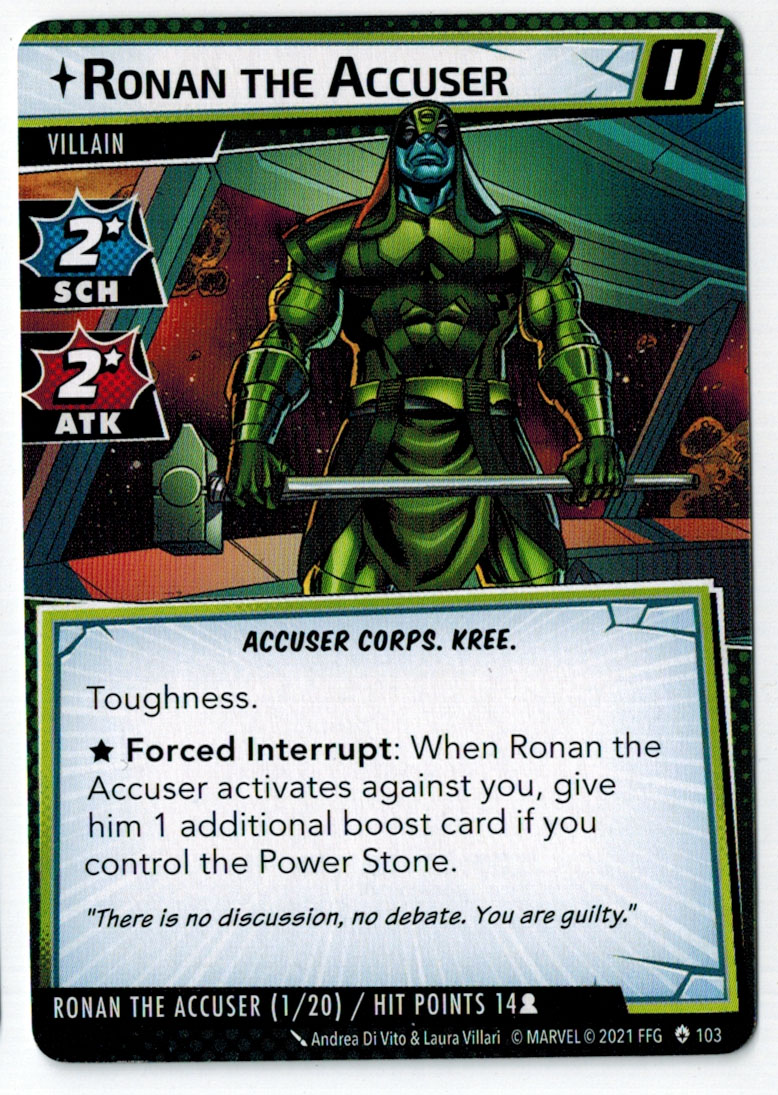 RONAN THE ACCUSER
I
VILLAIN
2
SCH
2
ATK
ACCUSER CORPS. KREE.
Toughness.
★ Forced Interrupt: When Ronan the
Accuser activates against you, give
him 1 additional boost card if you
control the Power Stone.
"There is no discussion, no debate. You are guilty."
RONAN THE ACCUSER (1/20) / HIT POINTS 14
Andrea Di Vito & Laura Villari © MARVEL © 2021 FFG 103